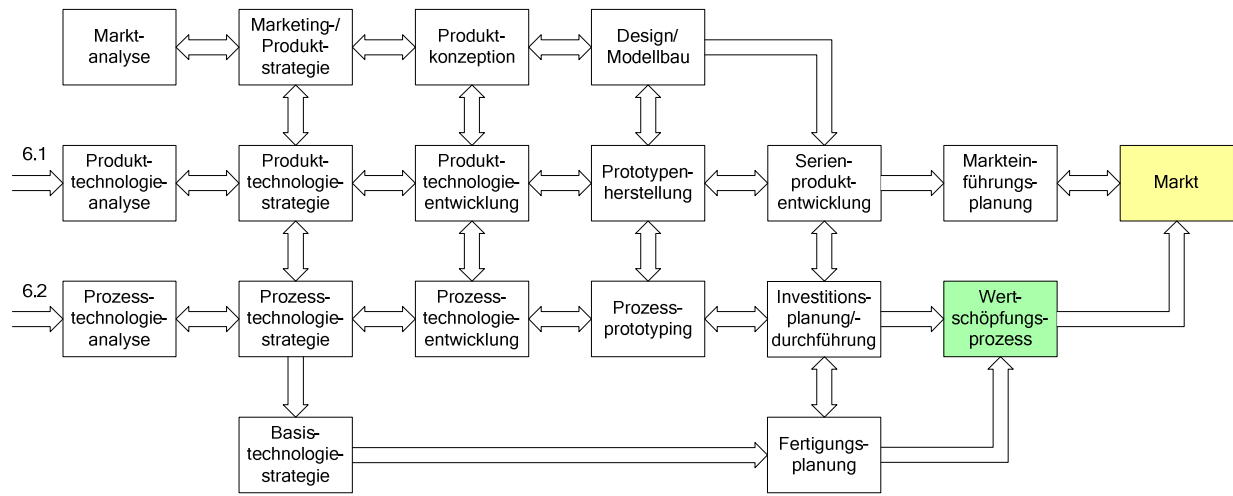 Markt-
analyse
Marketing-/
Produkt-
strategie
Produkt-
konzeption
Design/
Modellbau
6.1
Produkt-
technologie-
analyse
Produkt-
technologie-
strategie
Produkt-
technologie-
entwicklung
Prototypen-
herstellung
Serien-
produkt-
entwicklung
Marktein-
führungs-
planung
Markt
6.2
Prozess-
technologie-
analyse
Prozess-
technologie-
strategie
Prozess-
technologie-
entwicklung
Prozess-
prototyping
Investitions-
planung/-
durchführung
Wert-
schöpfungs-
prozess
Basis-
technologie-
strategie
Fertigungs-
planung